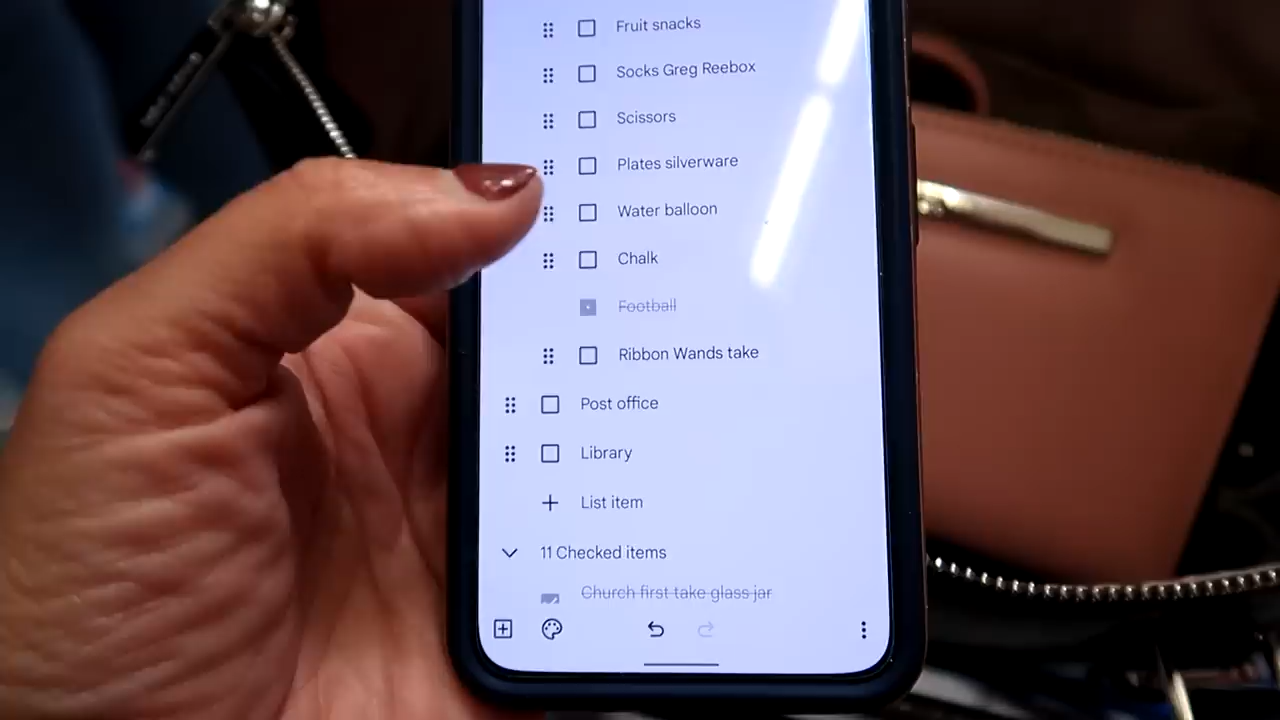 Fruit snacks
Socks Greg Reebox
Scissors
Plates silverware
Water balloon
Chalk
Football
Ribbon Wands take
Post office
Library
+ List item
11 Checked items
Church first take glass jar